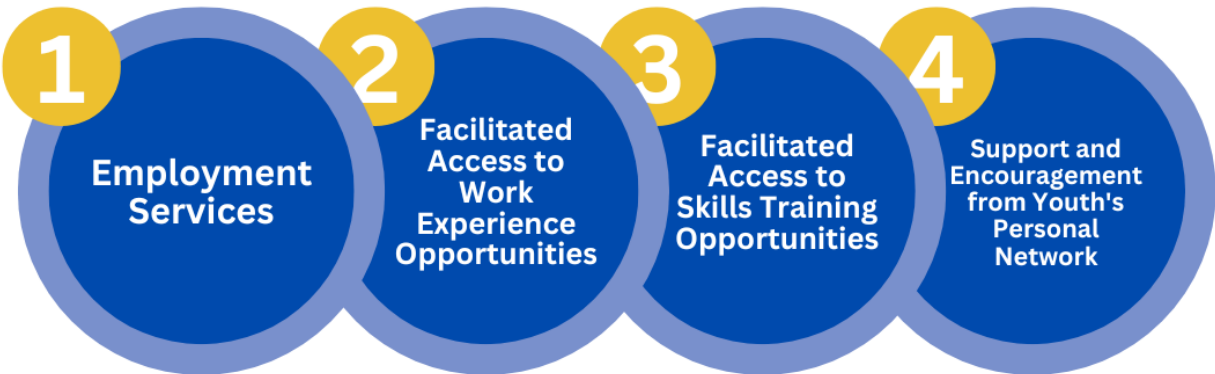 1
Employment
Services
2
Facilitated
Access to
Work
Experience
Opportunities
3
Facilitated
Access to
Skills Training
Opportunities
4
Support and
Encouragement
from Youth's
Personal
Network